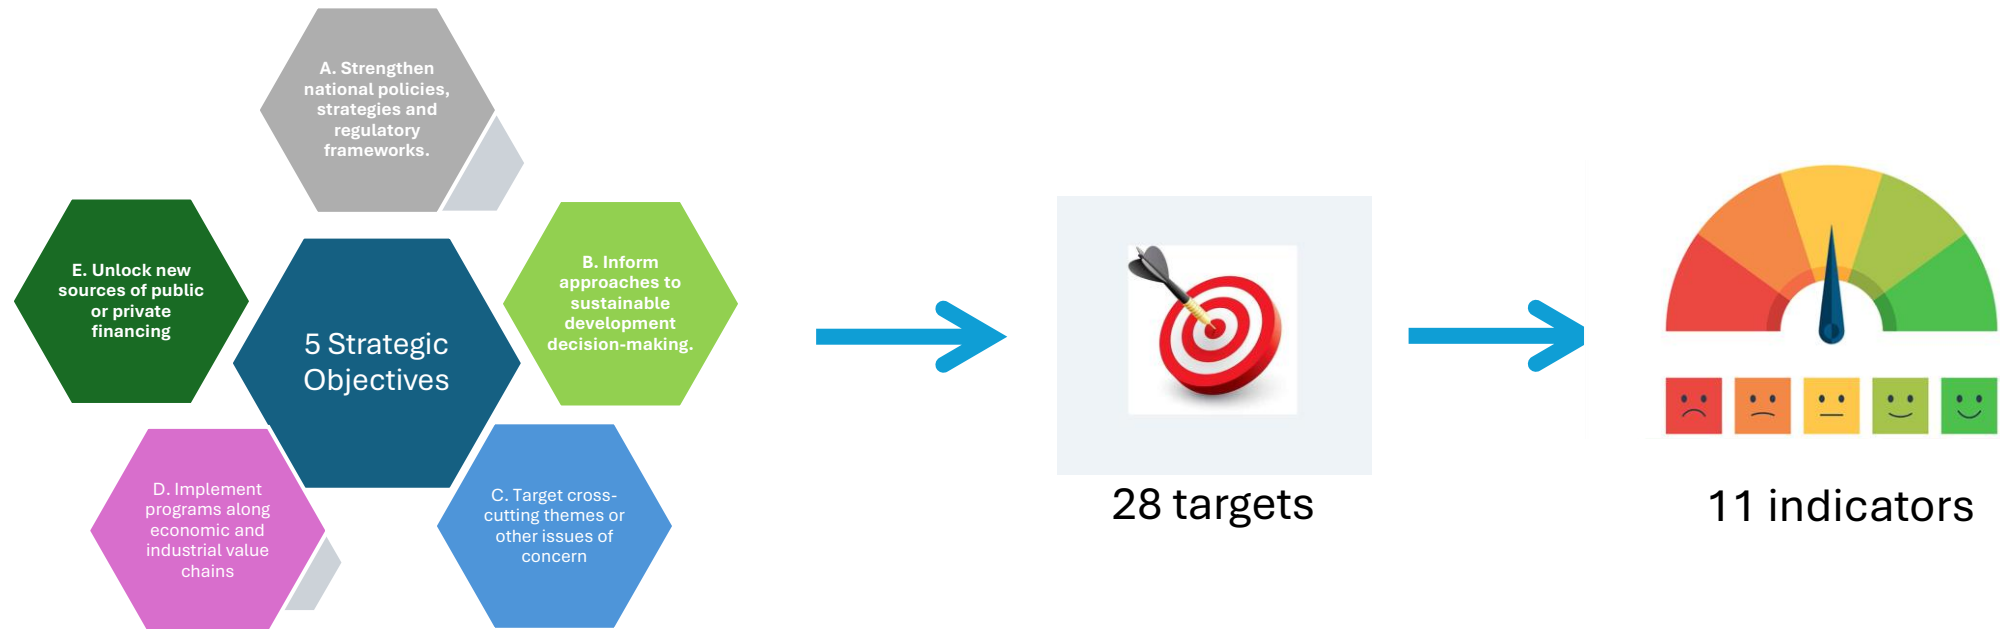 A. Strengthen
national policies,
strategies and
regulatory
frameworks.
B. Inform
approaches to
sustainable
development
decision-making.
C. Target cross-
cutting themes or
other issues of
concern
D. Implement
programs along
economic and
industrial value
chains
E. Unlock new
sources of public
or private
financing
5 Strategic
Objectives
28 targets
11 indicators